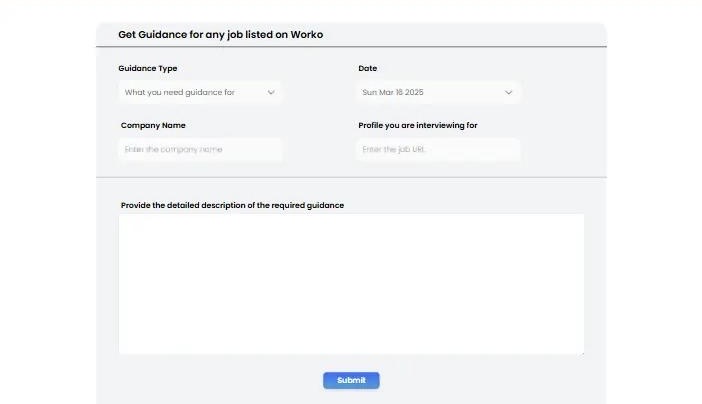 Get Guidance for any job listed on Worko
Guidance Type
Date
What you need guidance for
Sun Mar 16 2025
Company Name
Profile you are interviewing for
Enter the company name
Enter the job URL
Provide the detailed description of the required guidance
Submit